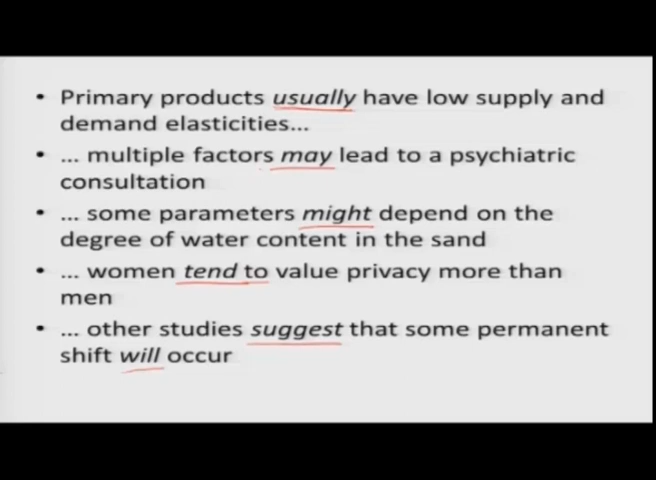 • Primary products usually have low supply and
demand elasticities...
• ... multiple factors may lead to a psychiatric
consultation
• ... some parameters might depend on the
degree of water content in the sand
• ... women tend to value privacy more than
men
• ... other studies suggest that some permanent
shift will occur